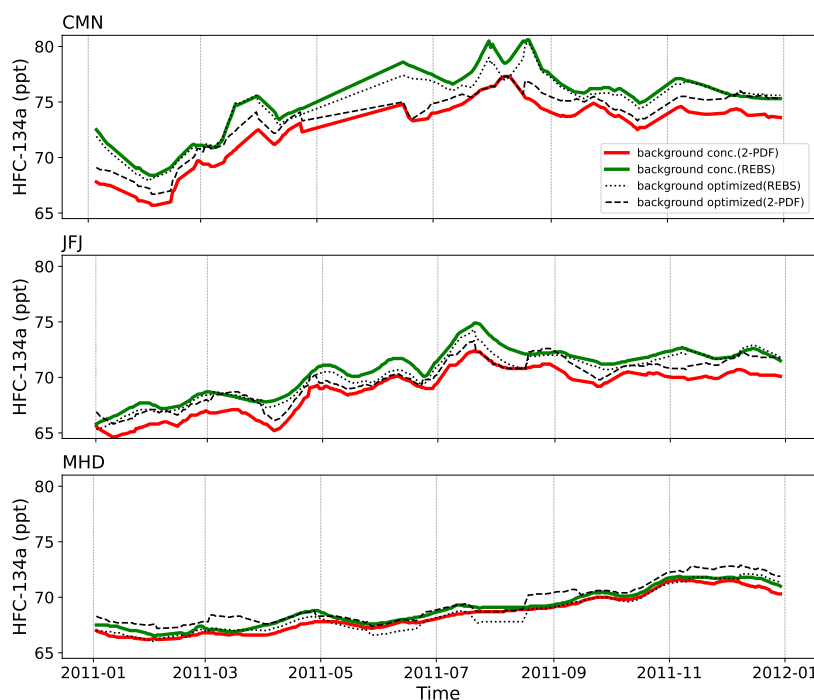 CMN
HFC-134a (ppt)
80
75
70
65
background conc.(2-PDF)
background conc.(REBS)
background optimized(REBS)
background optimized(2-PDF)
JFJ
HFC-134a (ppt)
80
75
70
65
MHD
HFC-134a (ppt)
80
75
70
65
2011-01 2011-03 2011-05 2011-07 2011-09 2011-11 2012-01
Time